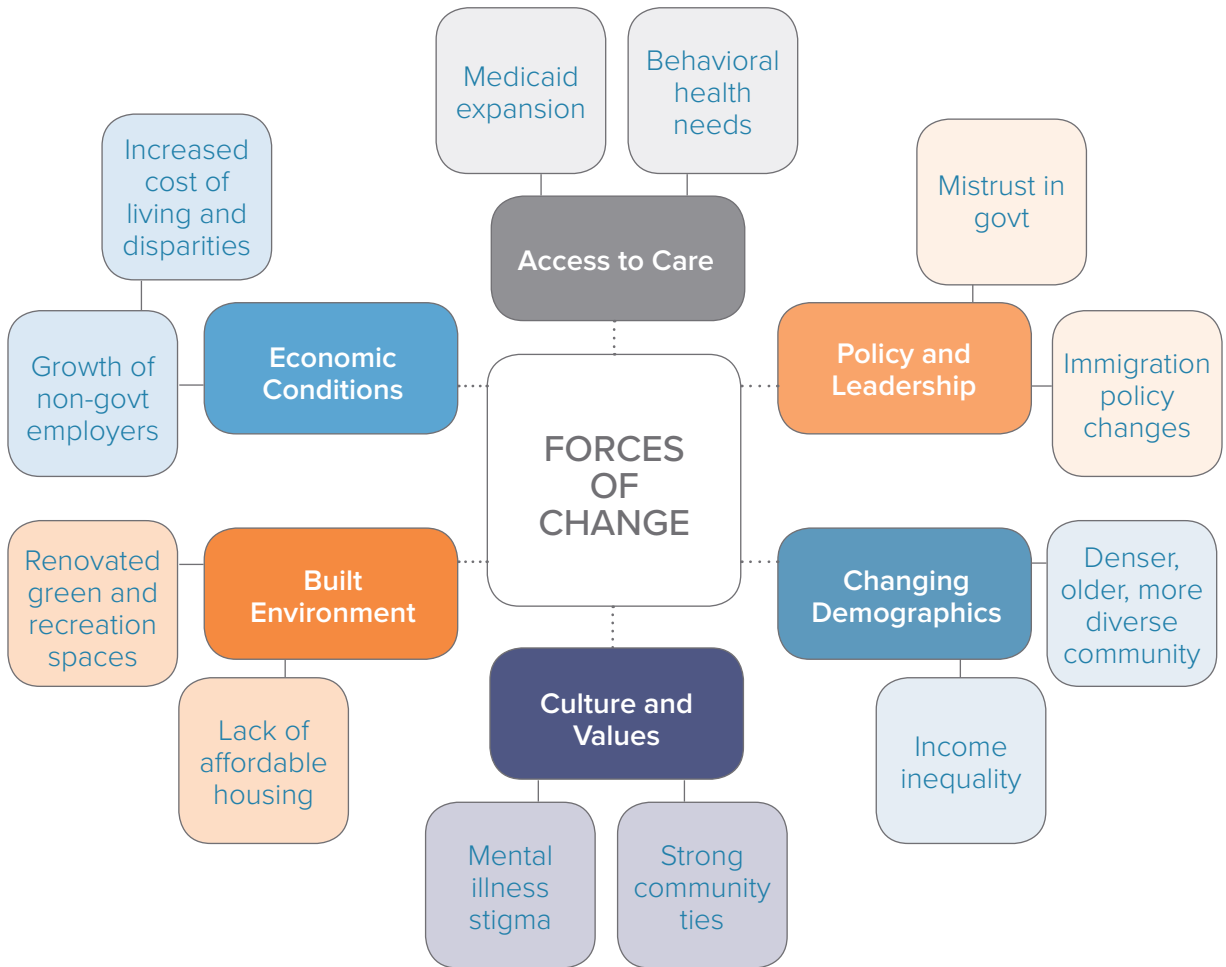 Medicaid
expansion
Behavioral
health
needs
Increased
cost of
living and
disparities
Mistrust in
govt
Access to Care
Growth of
non-govt
employers
Economic
Conditions
Policy and
Leadership
Immigration
policy
changes
FORCES
OF
CHANGE
Renovated
green and
recreation
spaces
Built
Environment
Changing
Demographics
Denser,
older, more
diverse
community
Lack of
affordable
housing
Culture and
Values
Income
inequality
Mental
illness
stigma
Strong
community
ties